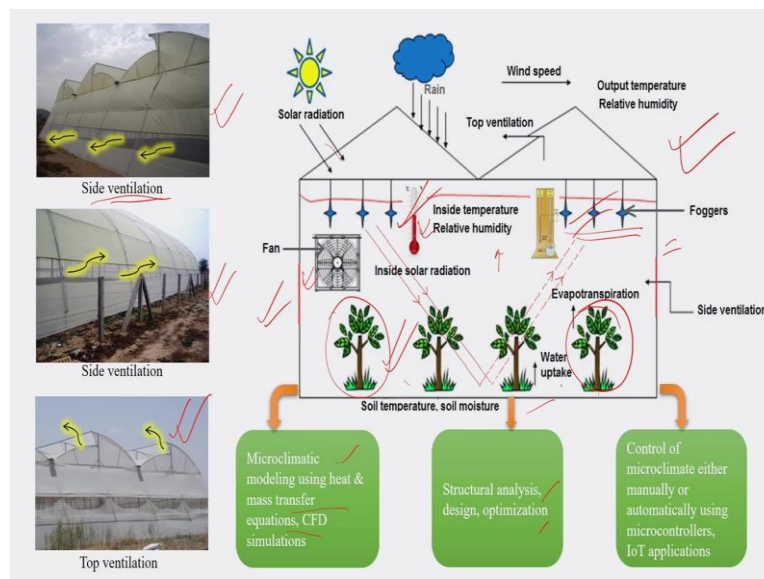 Side ventilation
Side ventilation
Top ventilation
Solar radiation
Rain
Wind speed
Output temperature
Relative humidity
Top ventilation
Inside temperature
Relative humidity
Foggers
Fan
Inside solar radiation
Evapotranspiration
Side ventilation
Water
uptake
Soil temperature, soil moisture
Microclimatic
modeling using heat &
mass transfer
equations, CFD
simulations
Structural analysis,
design, optimization
Control of
microclimate either
manually or
automatically using
microcontrollers,
IoT applications